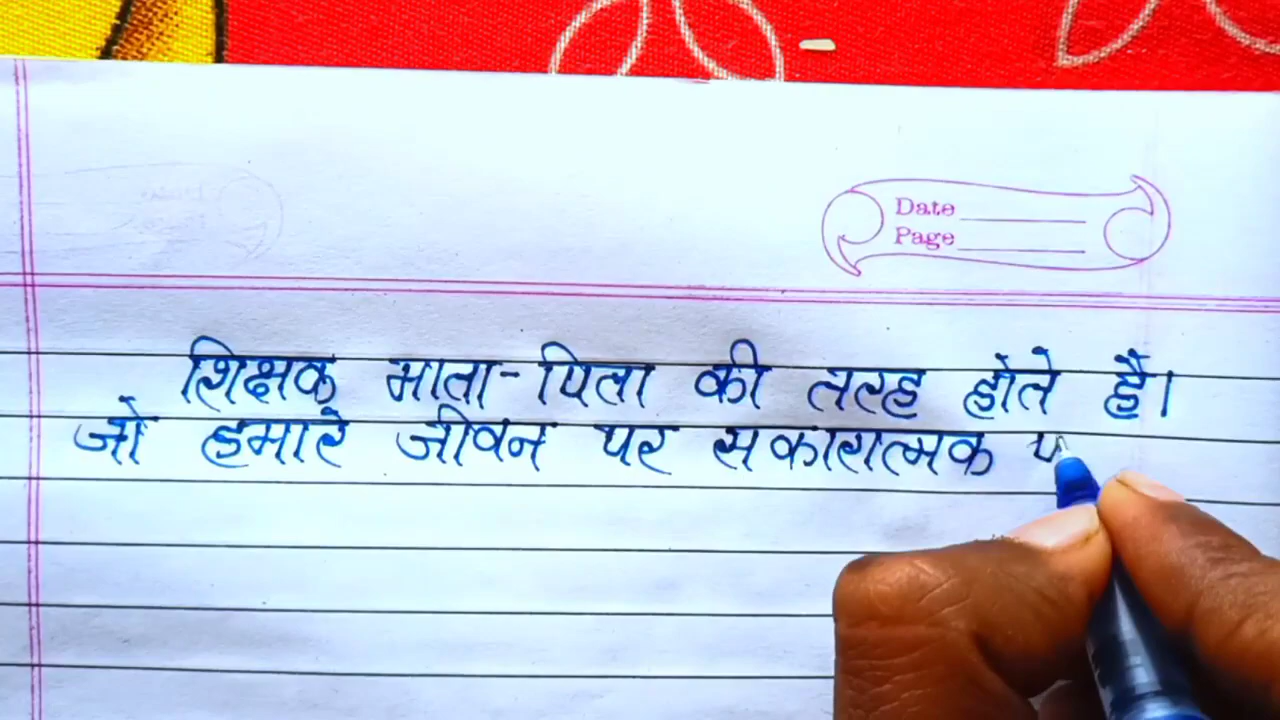 Date
Page
शिक्षक माता-पिता की तरह होते है।
जो हमारे जीवन पर सकारात्मक